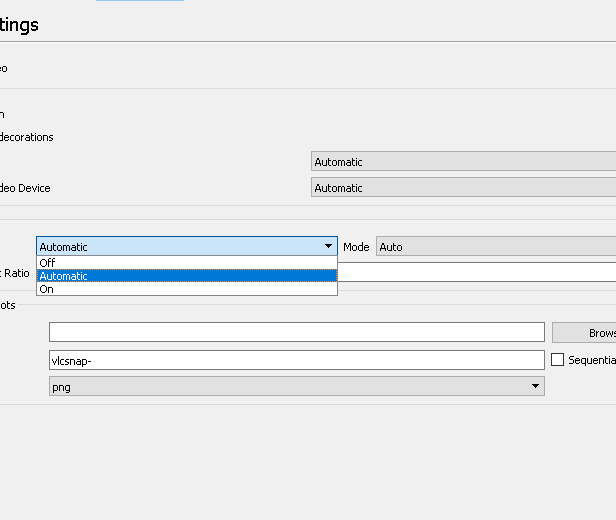 tings
eo
n
decorations
Automatic
deo Device
Automatic
Automatic
Mode
Auto
Off
t Ratio
Automatic
On
ots
Brows
vlcsnap-
Sequentia
png